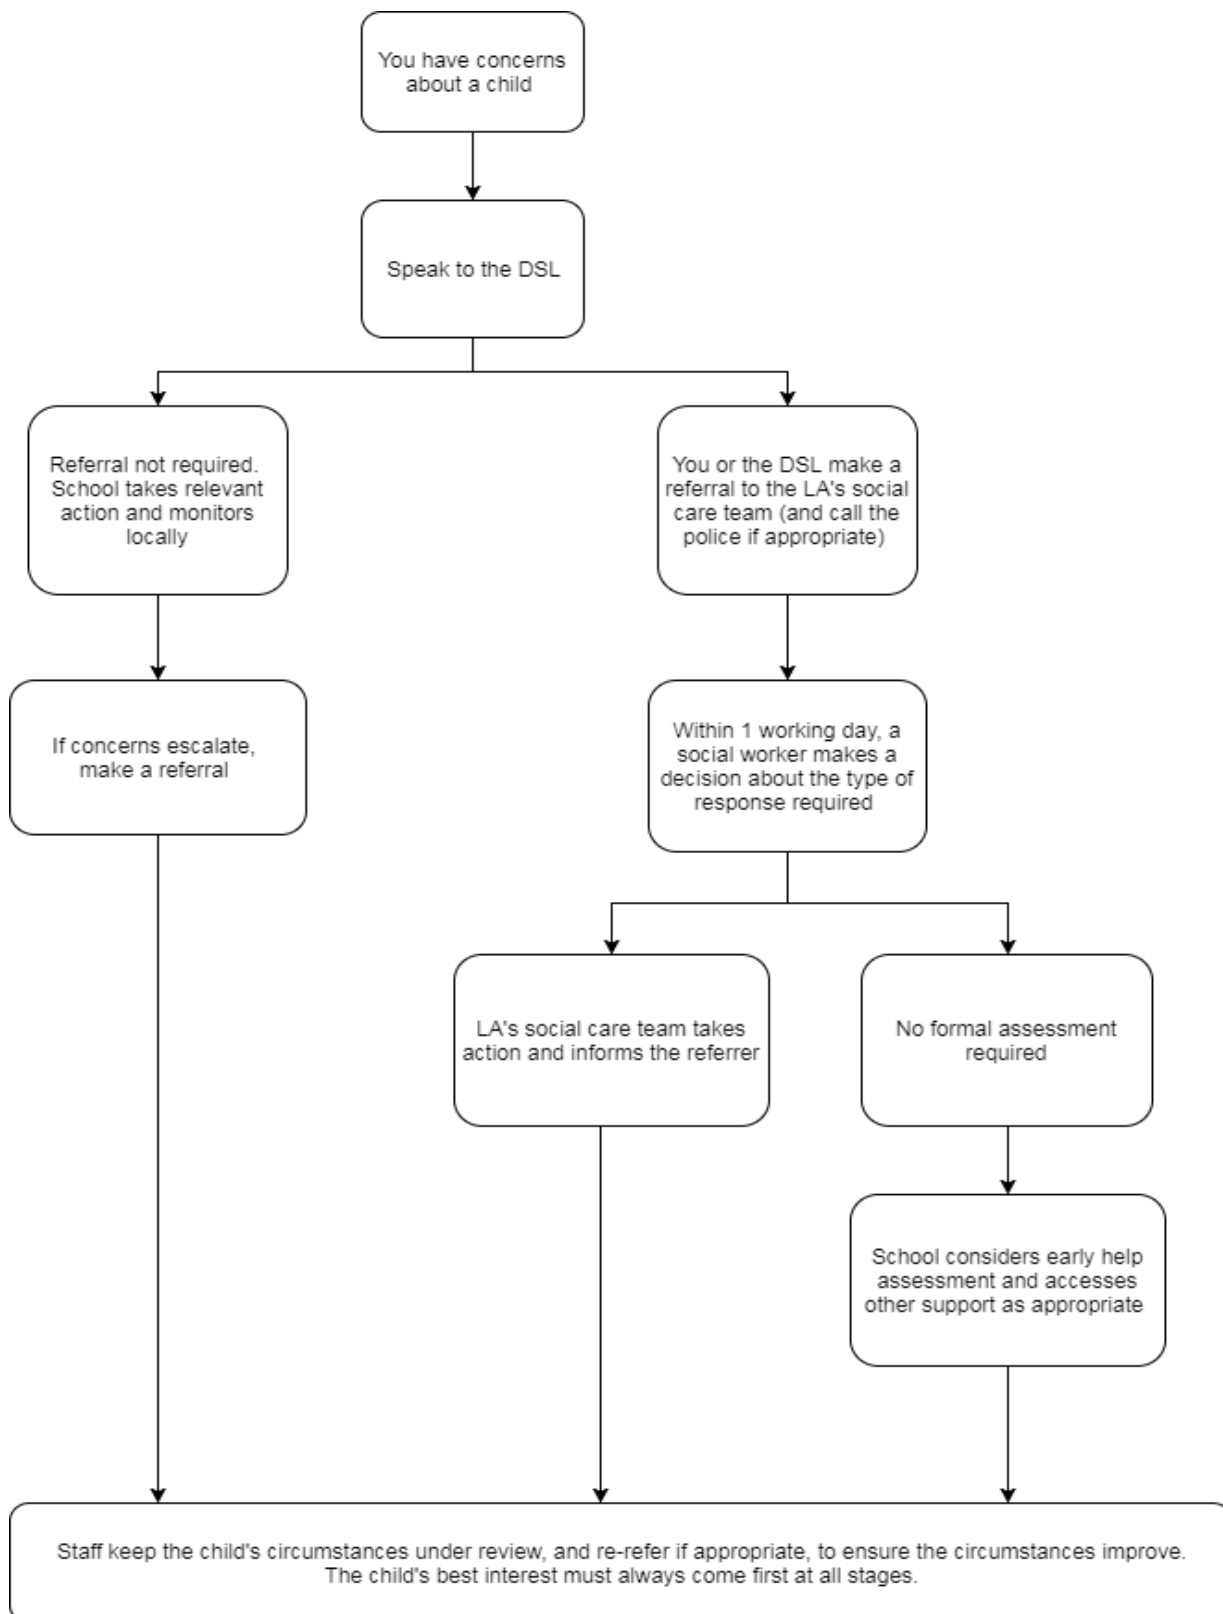 You have concerns
about a child
Speak to the DSL
Referral not required.
School takes relevant
action and monitors
locally
You or the DSL make a
referral to the LA's social
care team (and call the
police if appropriate)
If concerns escalate,
make a referral
Within 1 working day, a
social worker makes a
decision about the type of
response required
LA's social care team takes
action and informs the referrer
No formal assessment
required
School considers early help
assessment and accesses
other support as appropriate
Staff keep the child's circumstances under review, and re-refer if appropriate, to ensure the circumstances improve.
The child's best interest must always come first at all stages.